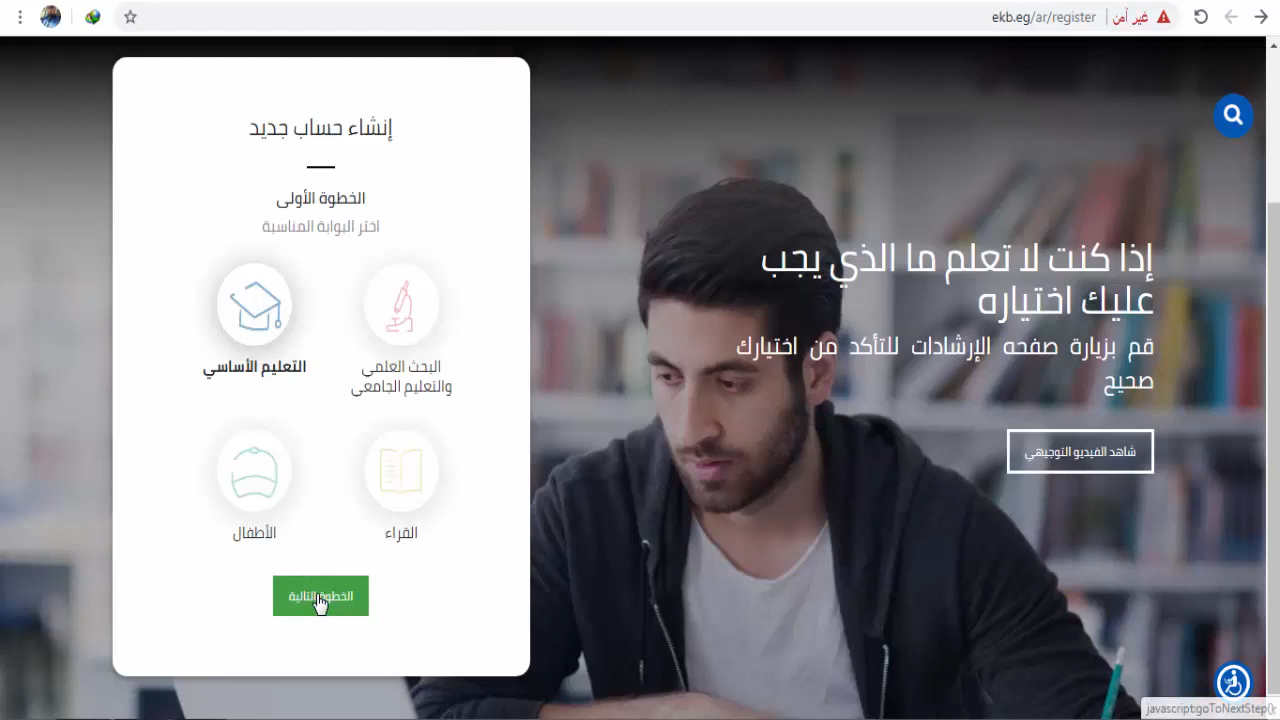 ekb.eg/ar/register
غير آمن
إنشاء حساب جديد
الخطوة الأولى
اختر البوابة المناسبة
البحث العلمي
والتعليم الجامعي
التعليم الأساسي
القراء
الأطفال
الخطوة التالية
إذا كنت لا تعلم ما الذي يجب
عليك اختياره
قم بزيارة صفحه الإرشادات للتأكد من اختيارك
صحيح
شاهد الفيديو التوجيهي
javascript:goToNextStep();